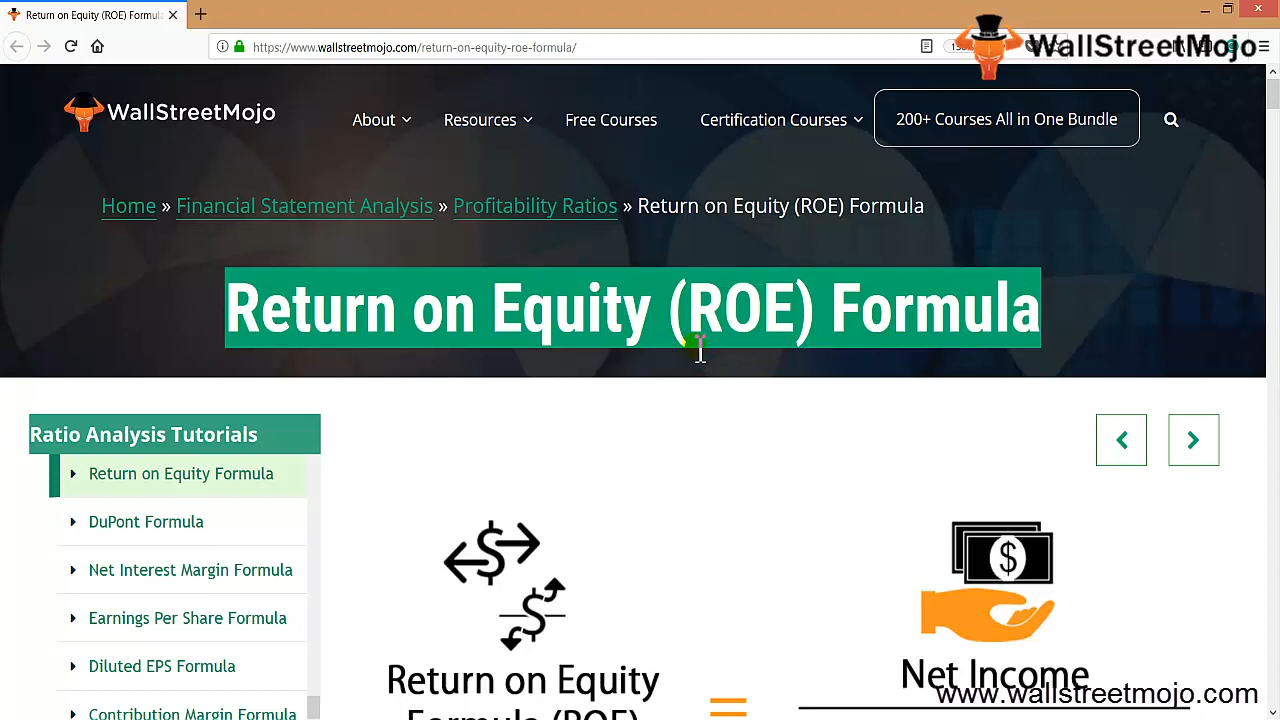 Return on Equity (ROE) Formula
https://www.wallstreetmojo.com/return-on-equity-roe-formula/
WallStreetMojo
WallStreetMojo
About
Resources
Free Courses
Certification Courses
200+ Courses All in One Bundle
Home » Financial Statement Analysis » Profitability Ratios » Return on Equity (ROE) Formula
Return on Equity (ROE) Formula
Ratio Analysis Tutorials
Return on Equity Formula
DuPont Formula
Net Interest Margin Formula
Earnings Per Share Formula
Diluted EPS Formula
Contribution Margin Formula
Return on Equity
Formula (ROE)
=
Net Income
www.wallstreetmojo.com